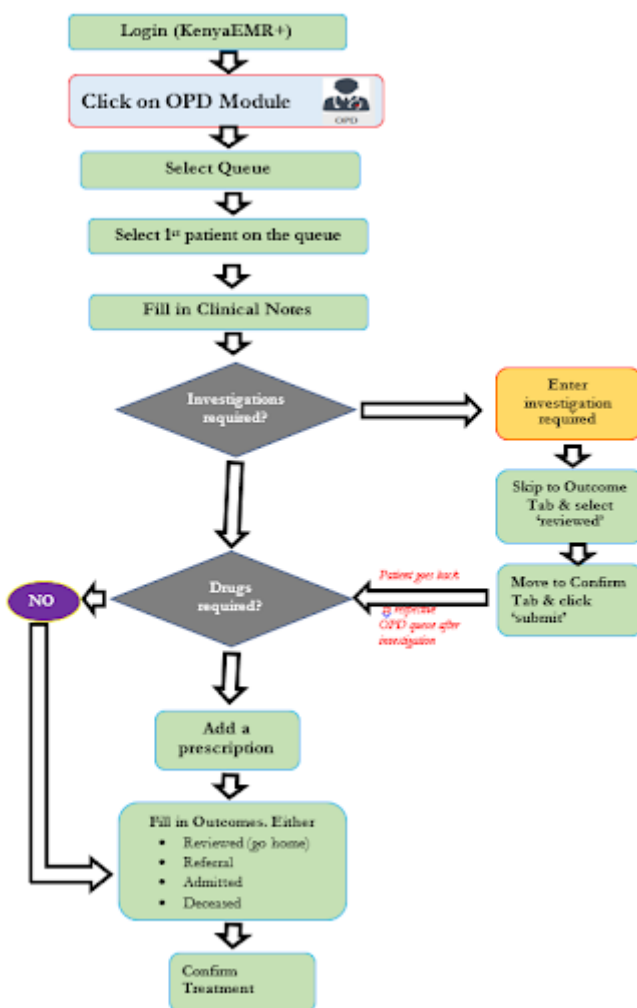 Login (KenyaEMR+)
Click on OPD Module
OPD
Select Queue
Select 1st patient on the queue
Fill in Clinical Notes
Investigations
required?
Enter
investigation
required
Skip to Outcome
Tab & select
‘reviewed’
Move to Confirm
Tab & click
‘submit’
Patient goes back
to respective
OPD queue after
investigation
Drugs
required?
NO
Add a
prescription
Fill in Outcomes. Either
• Reviewed (go home)
• Referral
• Admitted
• Deceased
Confirm
Treatment